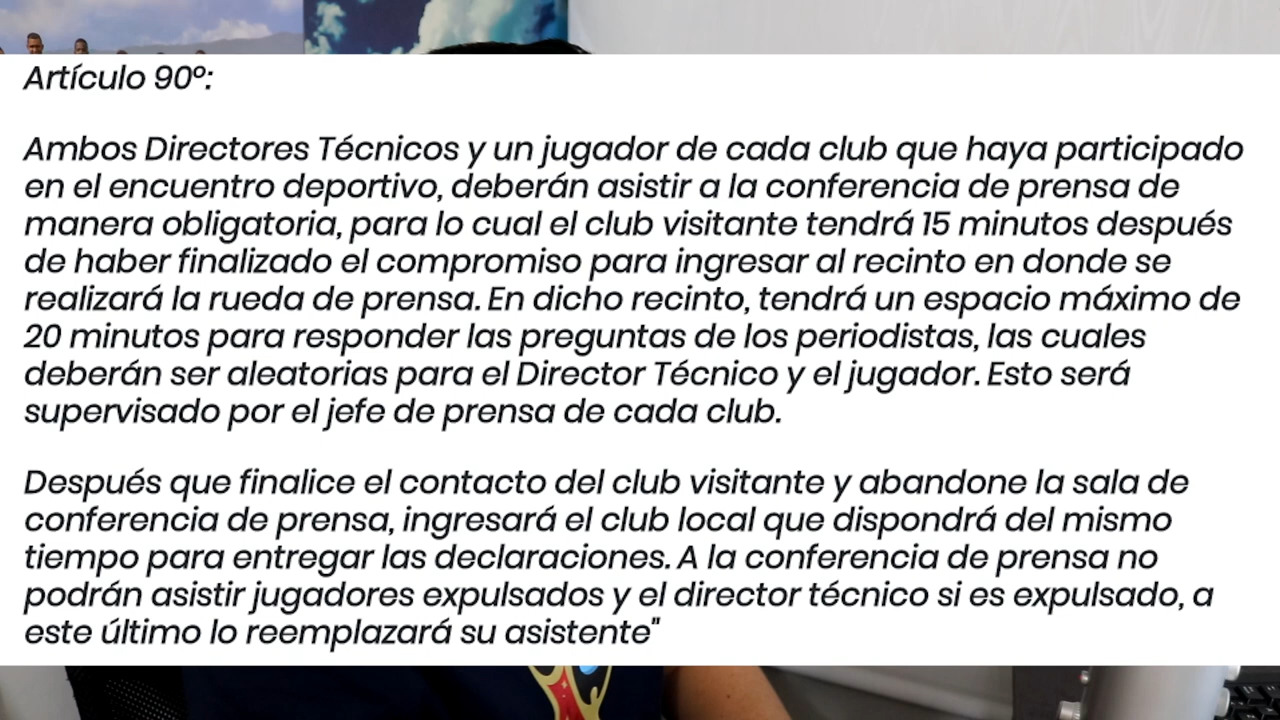 Artículo 90º:
Ambos Directores Técnicos y un jugador de cada club que haya participado
en el encuentro deportivo, deberán asistir a la conferencia de prensa de
manera obligatoria, para lo cual el club visitante tendrá 15 minutos después
de haber finalizado el compromiso para ingresar al recinto en donde se
realizará la rueda de prensa. En dicho recinto, tendrá un espacio máximo de
20 minutos para responder las preguntas de los periodistas, las cuales
deberán ser aleatorias para el Director Técnico y el jugador. Esto será
supervisado por el jefe de prensa de cada club.
Después que finalice el contacto del club visitante y abandone la sala de
conferencia de prensa, ingresará el club local que dispondrá del mismo
tiempo para entregar las declaraciones. A la conferencia de prensa no
podrán asistir jugadores expulsados y el director técnico si es expulsado, a
este último lo reemplazará su asistente"